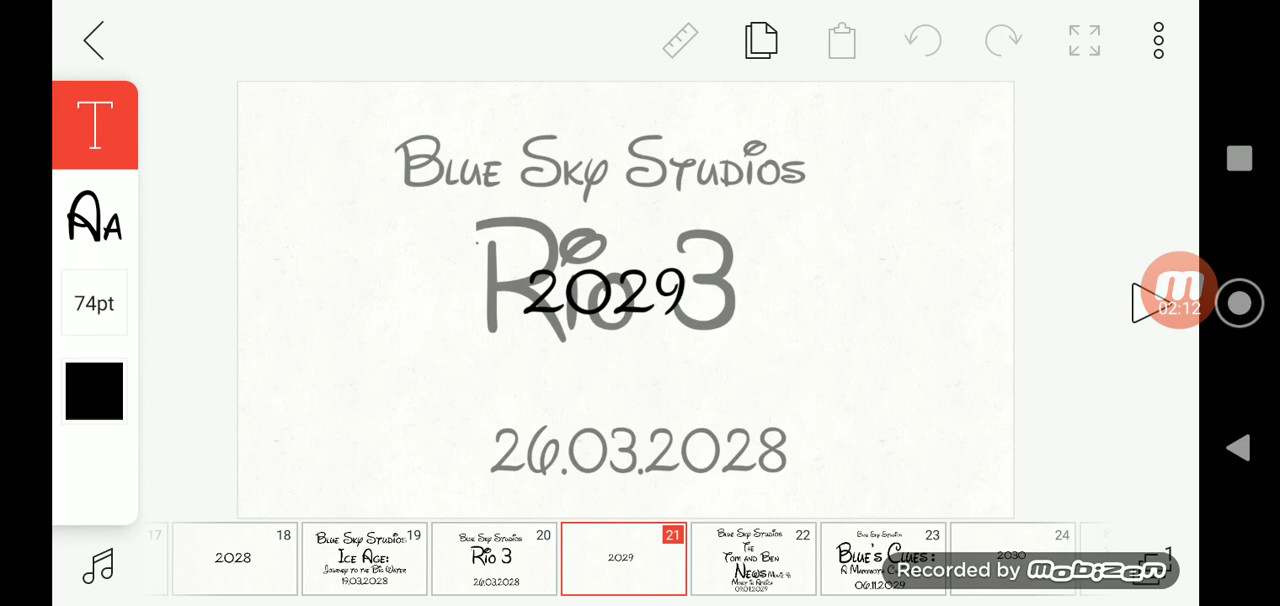 Blue Sky Studios
Rio 3
2029
26.03.2028
T
AA
74pt
02:12
17
18
2028
19
Blue Sky Studios
Ice Age:
Journey to the Big Water
19.03.2028
20
Blue Sky Studios
Rio 3
26.03.2028
21
2029
22
Blue Sky Studios
The
Tom and Ben
News
23
Blue Sky Studios
Blue's Clues:
A Mammoth
06.11.2029
24
2030
1
Recorded by mobizen